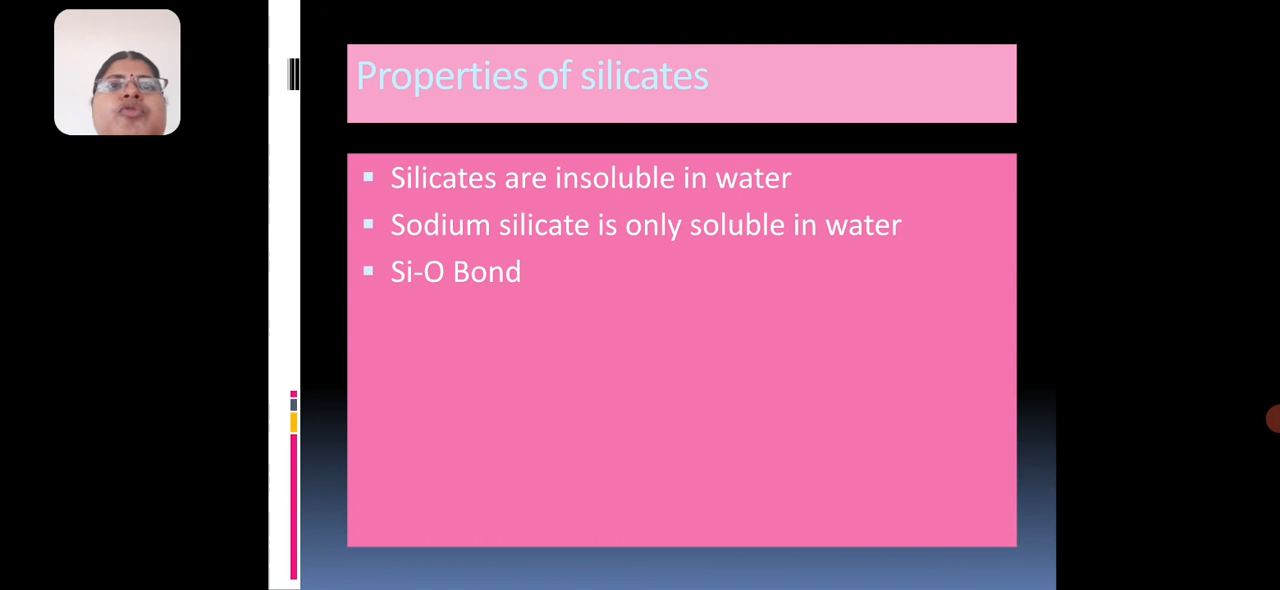 Properties of silicates
Silicates are insoluble in water
Sodium silicate is only soluble in water
Si-O Bond